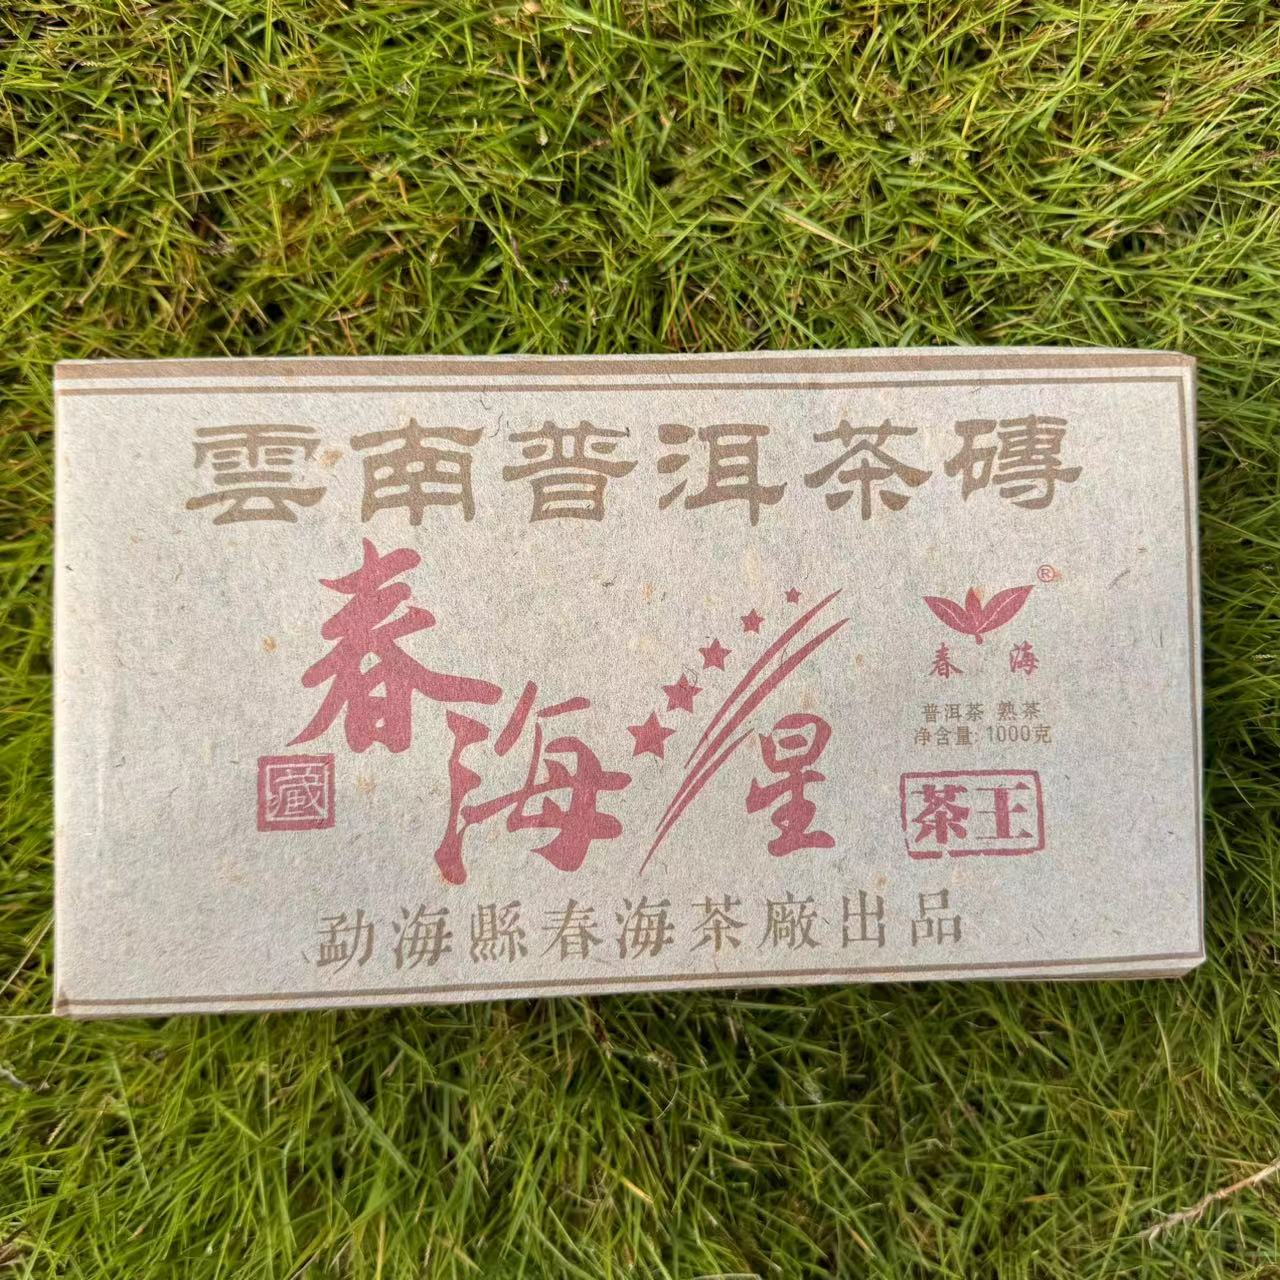 雲南普洱茶磚
春海星
藏
®
春海
普洱茶 熟茶
净含量: 1000克
茶王
勐海縣春海茶廠出品